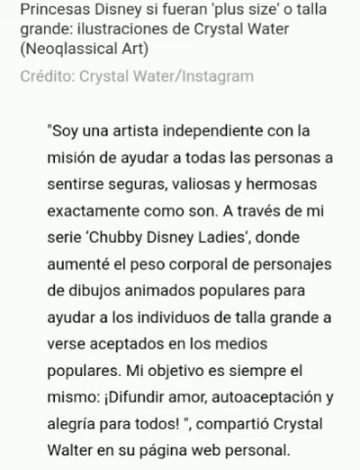 Princesas Disney si fueran 'plus size' o talla
grande: ilustraciones de Crystal Water
(Neoqlassical Art)
Crédito: Crystal Water/Instagram
"Soy una artista independiente con la
misión de ayudar a todas las personas a
sentirse seguras, valiosas y hermosas
exactamente como son. A través de mi
serie ‘Chubby Disney Ladies’, donde
aumenté el peso corporal de personajes
de dibujos animados populares para
ayudar a los individuos de talla grande a
verse aceptados en los medios
populares. Mi objetivo es siempre el
mismo: ¡Difundir amor, autoaceptación y
alegría para todos! ", compartió Crystal
Walter en su página web personal.